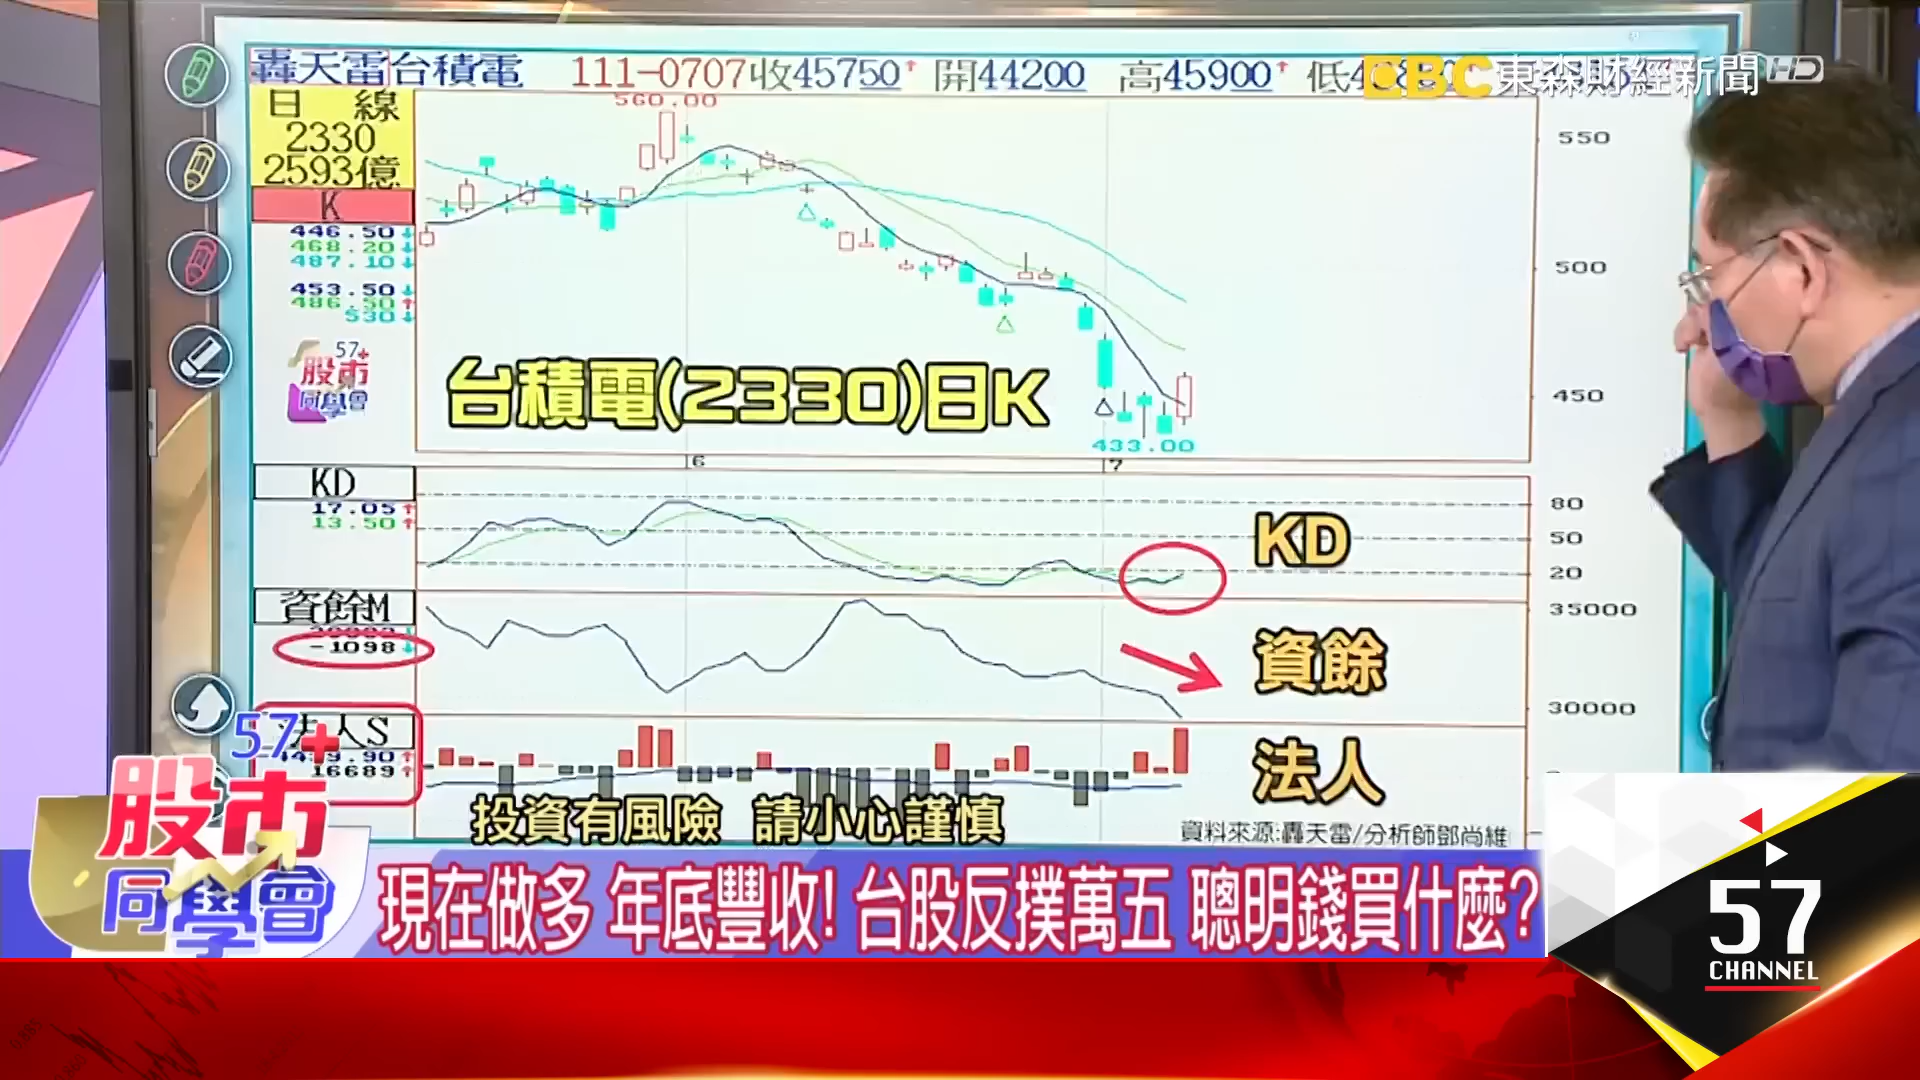 轟天雷台積電 111-0707收45750↑ 開44200 高45900↑ 低4
EBC東森財經新聞HD
日 線
2330
2593億
K
446.50↓
468.20↓
487.10↓
453.50↓
486.50↑
530↓
560.00
550
500
450
433.00
6
7
57+
股市
同學會
台積電(2330)日K
KD
17.05↑
13.50↑
80
50
20
KD
資餘M
-1098
35000
30000
資餘
法人S
16689↑
法人
投資有風險 請小心謹慎
資料來源:轟天雷/分析師鄧尚維
57+
股市
同學會
現在做多 年底豐收! 台股反撲萬五 聰明錢買什麼?
57
CHANNEL